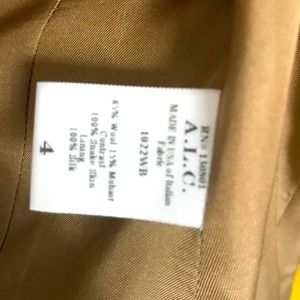 RN# 130801
A.L.C.
MADE IN USA of Italian
Fabric
1022WB
85% Wool 15% Mohair
Contrast
100% Snake Skin
Lining
100% Silk
4